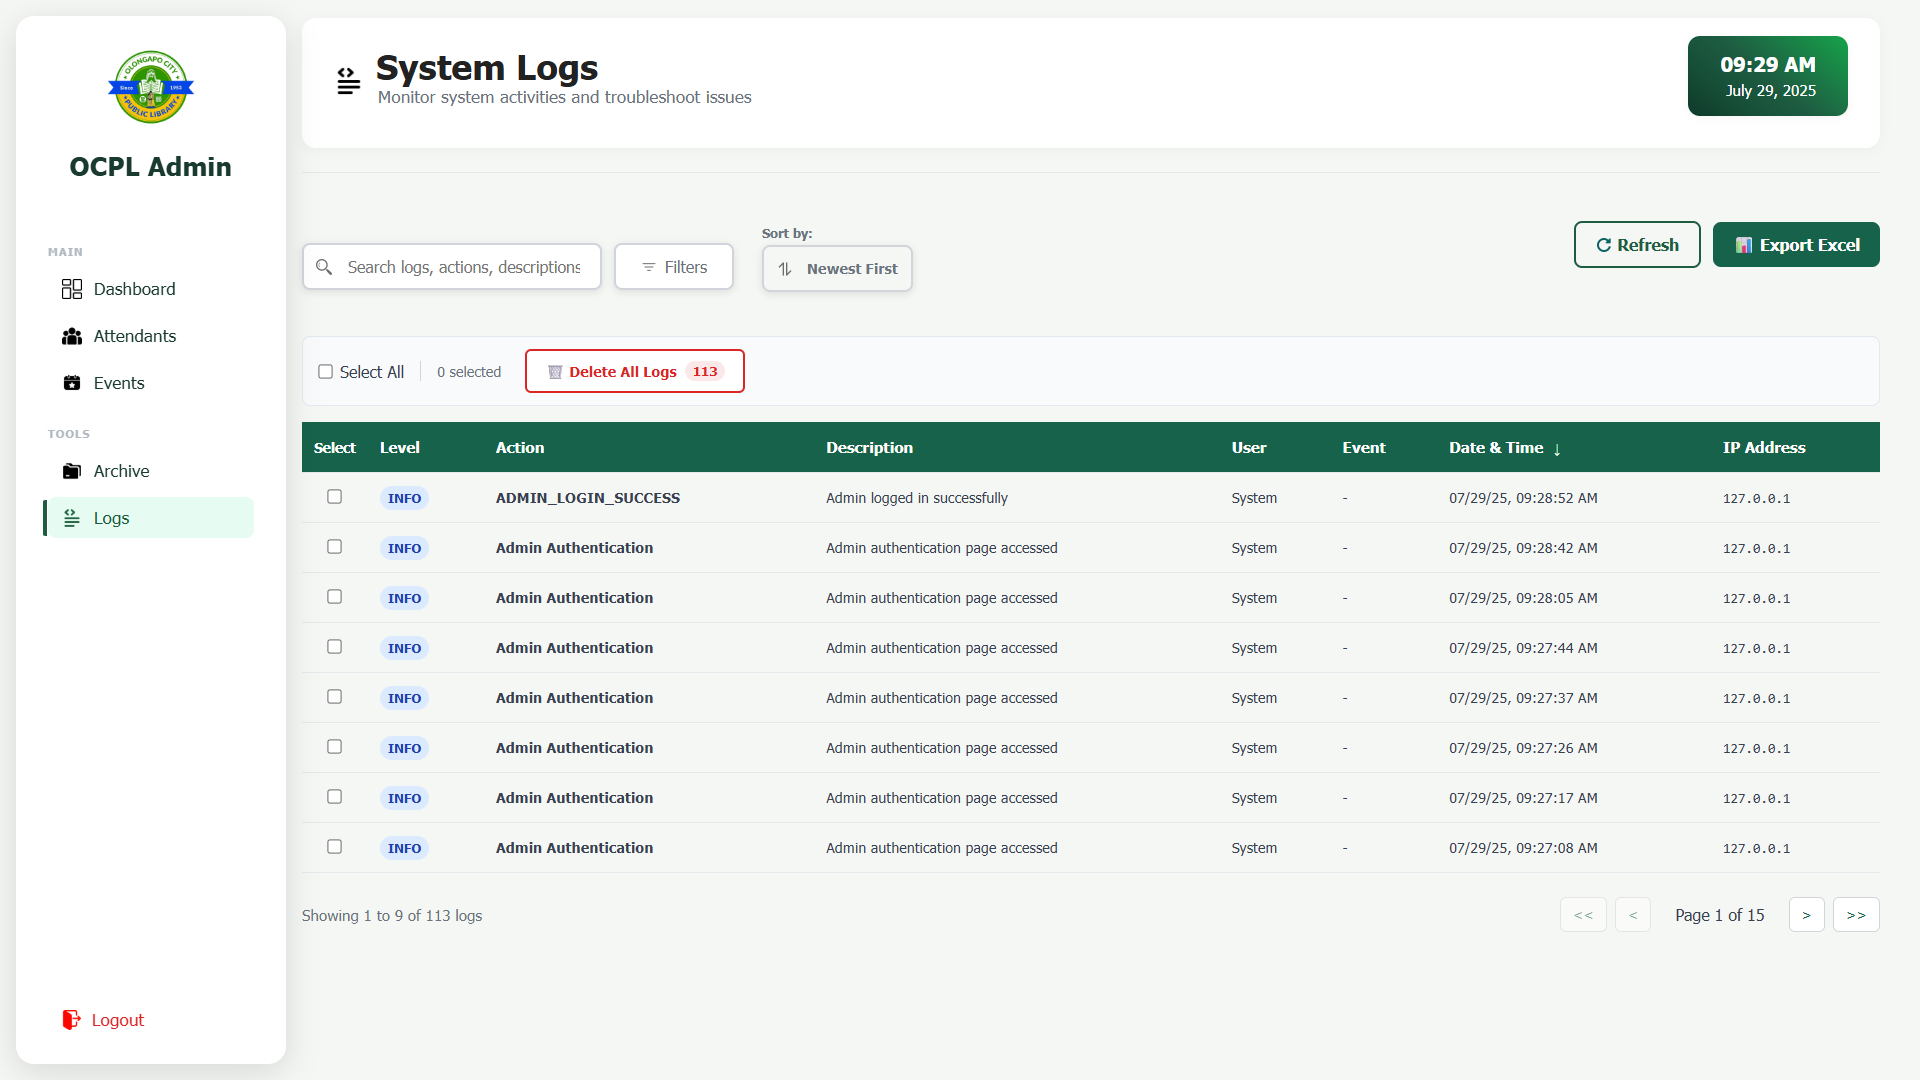 OLONGAPO CITY
Since 1953
PUBLIC LIBRARY
OCPL Admin
MAIN
Dashboard
Attendants
Events
TOOLS
Archive
Logs
Logout
System Logs
Monitor system activities and troubleshoot issues
09:29 AM
July 29, 2025
Search logs, actions, descriptions
Filters
Sort by:
Newest First
Refresh
Export Excel
Select All
0 selected
Delete All Logs 113
Select Level Action Description User Event Date & Time ↓ IP Address
INFO ADMIN_LOGIN_SUCCESS Admin logged in successfully System - 07/29/25, 09:28:52 AM 127.0.0.1
INFO Admin Authentication Admin authentication page accessed System - 07/29/25, 09:28:42 AM 127.0.0.1
INFO Admin Authentication Admin authentication page accessed System - 07/29/25, 09:28:05 AM 127.0.0.1
INFO Admin Authentication Admin authentication page accessed System - 07/29/25, 09:27:44 AM 127.0.0.1
INFO Admin Authentication Admin authentication page accessed System - 07/29/25, 09:27:37 AM 127.0.0.1
INFO Admin Authentication Admin authentication page accessed System - 07/29/25, 09:27:26 AM 127.0.0.1
INFO Admin Authentication Admin authentication page accessed System - 07/29/25, 09:27:17 AM 127.0.0.1
INFO Admin Authentication Admin authentication page accessed System - 07/29/25, 09:27:08 AM 127.0.0.1
Showing 1 to 9 of 113 logs
<< < Page 1 of 15 > >>